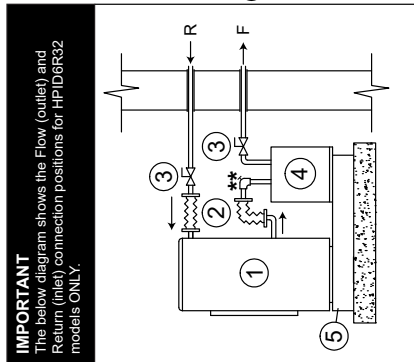 IMPORTANT
The below diagram shows the Flow (outlet) and
Return (inlet) connection positions for HPID6R32
models ONLY.
R
F
3
3
2
**
1
4
5